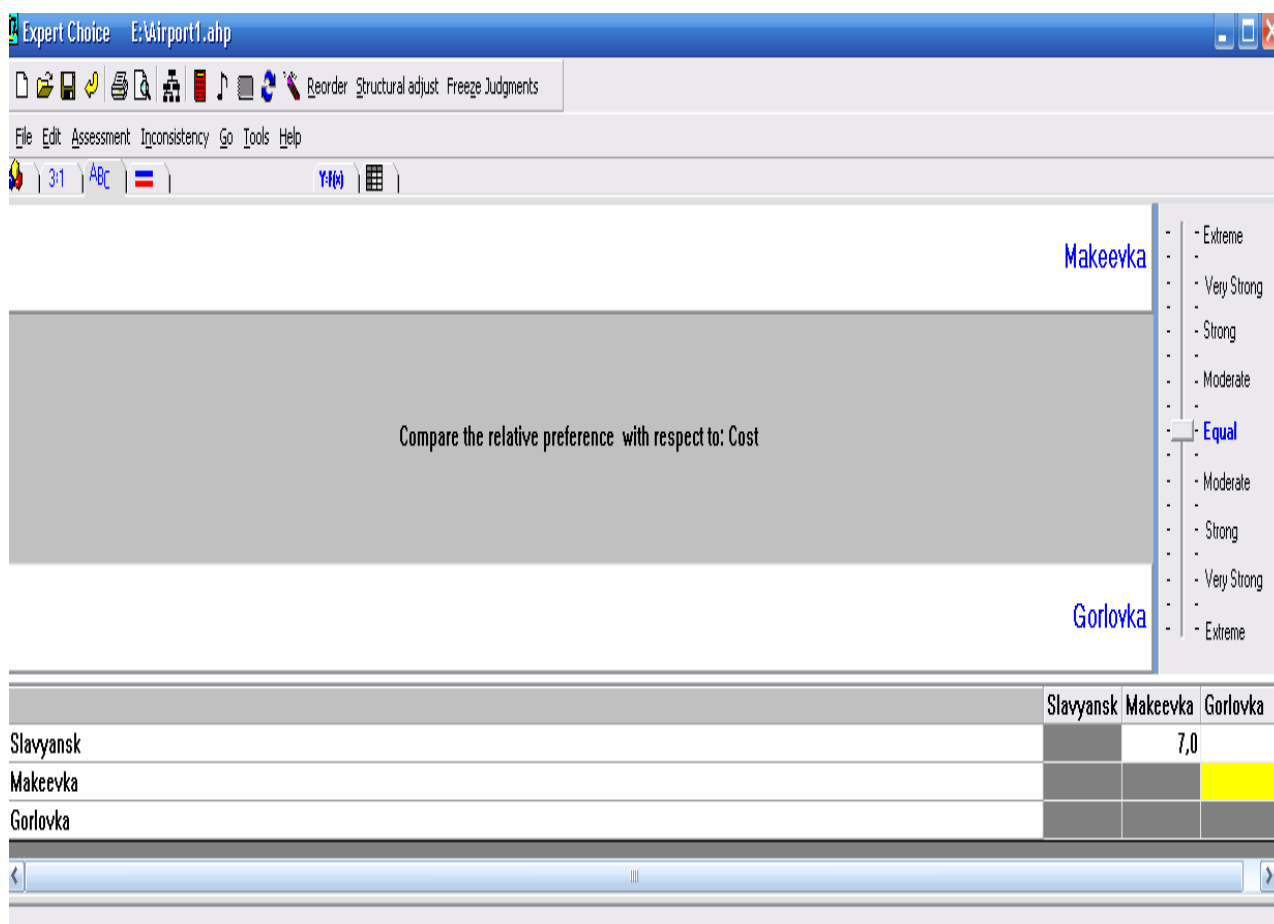 Expert Choice E:\Airport1.ahp
Reorder Structural adjust Freeze Judgments
File Edit Assessment Inconsistency Go Tools Help
3:1 ABC Y:F(x)
Makeevka
Extreme
Very Strong
Strong
Moderate
Compare the relative preference with respect to: Cost
Equal
Moderate
Strong
Very Strong
Gorlovka
Extreme
Slavyansk Makeevka Gorlovka
Slavyansk 7,0
Makeevka
Gorlovka